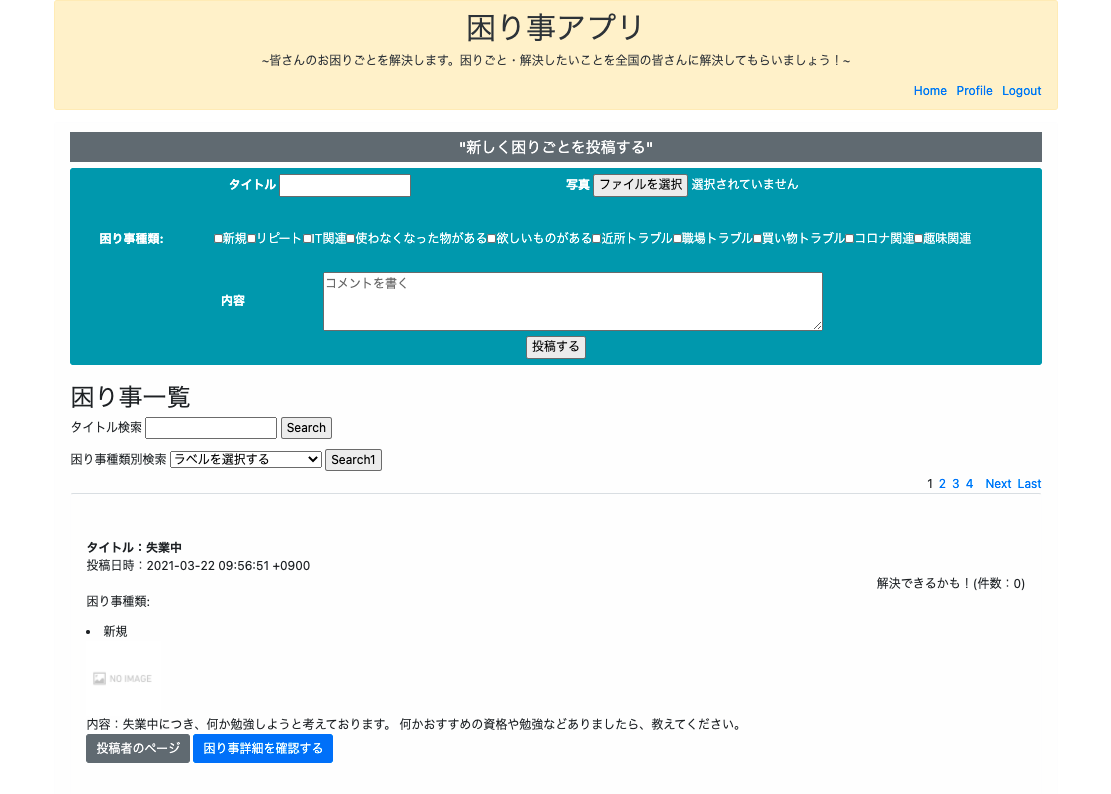 困り事アプリ
~皆さんのお困りごとを解決します。困りごと・解決したいことを全国の皆さんに解決してもらいましょう！~
Home Profile Logout
"新しく困りごとを投稿する"
タイトル 写真 ファイルを選択 選択されていません
困り事種類: 新規 リピート IT関連 使わなくなった物がある 欲しいものがある 近所トラブル 職場トラブル 買い物トラブル コロナ関連 趣味関連
コメントを書く
内容
投稿する
困り事一覧
タイトル検索 Search
困り事種類別検索 ラベルを選択する Search1
1 2 3 4 Next Last
タイトル：失業中
投稿日時：2021-03-22 09:56:51 +0900
解決できるかも！(件数：0)
困り事種類:
• 新規
NO IMAGE
内容：失業中につき、何か勉強しようと考えております。 何かおすすめの資格や勉強などありましたら、教えてください。
投稿者のページ 困り事詳細を確認する